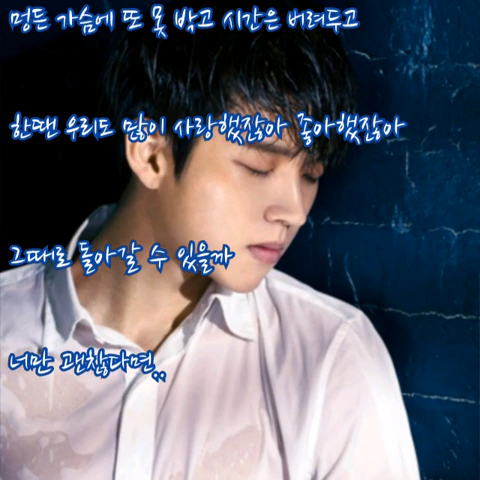 멍든 가슴에 또 못 박고 시간은 버려두고
한땐 우리도 많이 사랑했잖아 좋아했잖아
그때로 돌아갈 수 있을까
너만 괜찮다면..